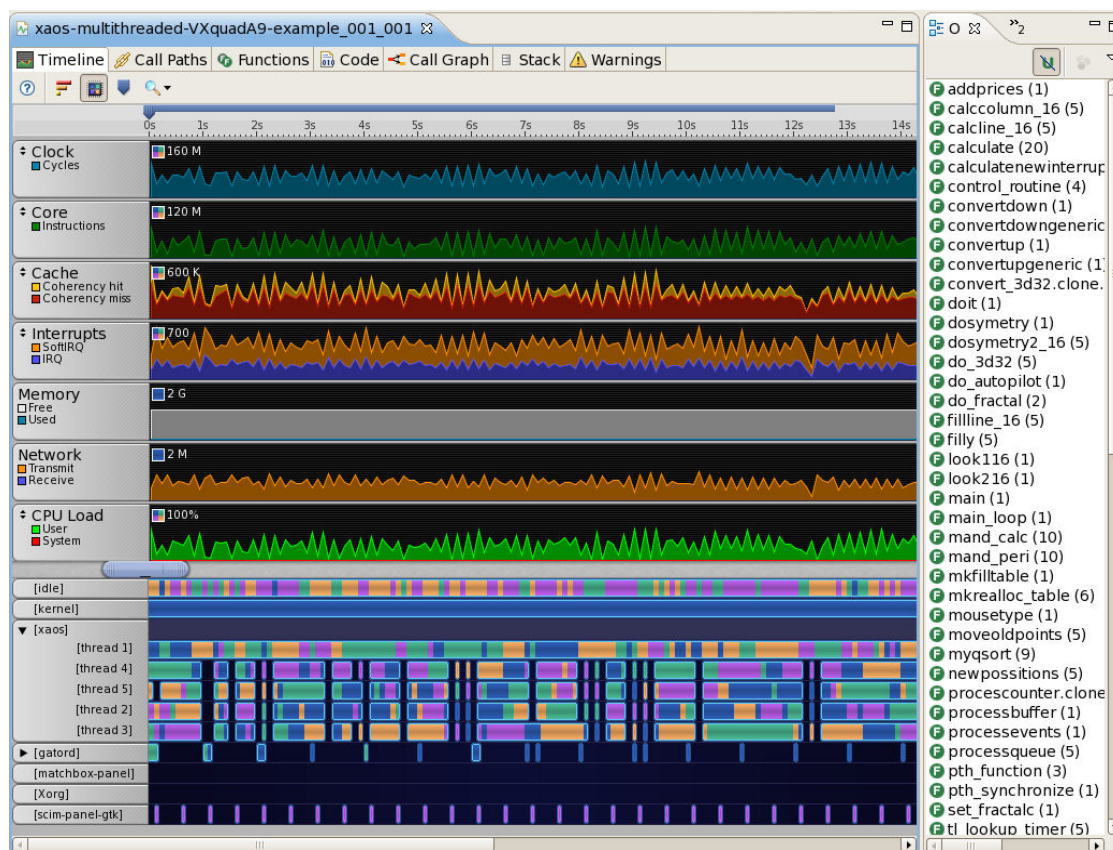 xaos-multithreaded-VXquadA9-example_001_001
Timeline Call Paths Functions Code Call Graph Stack Warnings
0s 1s 2s 3s 4s 5s 6s 7s 8s 9s 10s 11s 12s 13s 14s
Clock
Cycles
160 M
Core
Instructions
120 M
Cache
Coherency hit
Coherency miss
600 K
Interrupts
SoftIRQ
IRQ
700
Memory
Free
Used
2 G
Network
Transmit
Receive
2 M
CPU Load
User
System
100%
[idle]
[kernel]
[xaos]
[thread 1]
[thread 4]
[thread 5]
[thread 2]
[thread 3]
[gatord]
[matchbox-panel]
[Xorg]
[scim-panel-gtk]
O »2
addprices (1)
calccolumn_16 (5)
calcline_16 (5)
calculate (20)
calculatenewinterrup
control_routine (4)
convertdown (1)
convertdowngeneric
convertup (1)
convertupgeneric (1)
convert_3d32.clone.
doit (1)
dosymetry (1)
dosymetry2_16 (5)
do_3d32 (5)
do_autopilot (1)
do_fractal (2)
fillline_16 (5)
filly (5)
look116 (1)
look216 (1)
main (1)
main_loop (1)
mand_calc (10)
mand_peri (10)
mkfilltable (1)
mkrealloc_table (6)
mousetype (1)
moveoldpoints (5)
myqsort (9)
newpossitions (5)
procescounter.clone
processbuffer (1)
processevents (1)
processqueue (5)
pth_function (3)
pth_synchronize (1)
set_fractalc (1)
tl_lookup_timer (5)